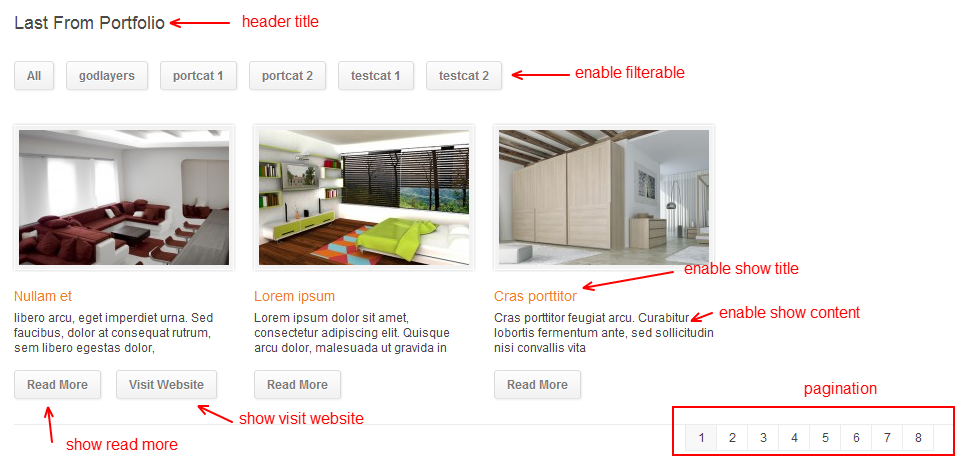 Last From Portfolio
header title
All godlayers portcat 1 portcat 2 testcat 1 testcat 2
enable filterable
enable show title
Nullam et
libero arcu, eget imperdiet urna. Sed
faucibus, dolor at consequat rutrum,
sem libero egestas dolor,
Lorem ipsum
Lorem ipsum dolor sit amet,
consectetur adipiscing elit. Quisque
arcu dolor, malesuada ut gravida in
Cras porttitor
Cras porttitor feugiat arcu. Curabitur
lobortis fermentum ante, sed sollicitudin
nisi convallis vita
enable show content
Read More Visit Website
Read More
Read More
show visit website
show read more
pagination
1 2 3 4 5 6 7 8